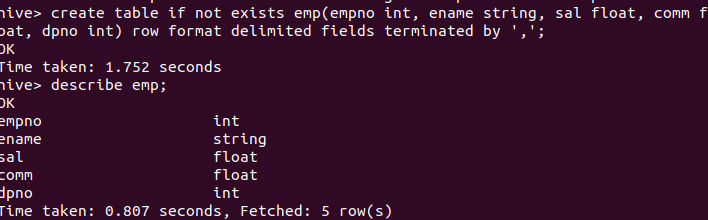 hive> create table if not exists emp(empno int, ename string, sal float, comm f
oat, dpno int) row format delimited fields terminated by ',';
OK
Time taken: 1.752 seconds
hive> describe emp;
OK
empno int
ename string
sal float
comm float
dpno int
Time taken: 0.807 seconds, Fetched: 5 row(s)